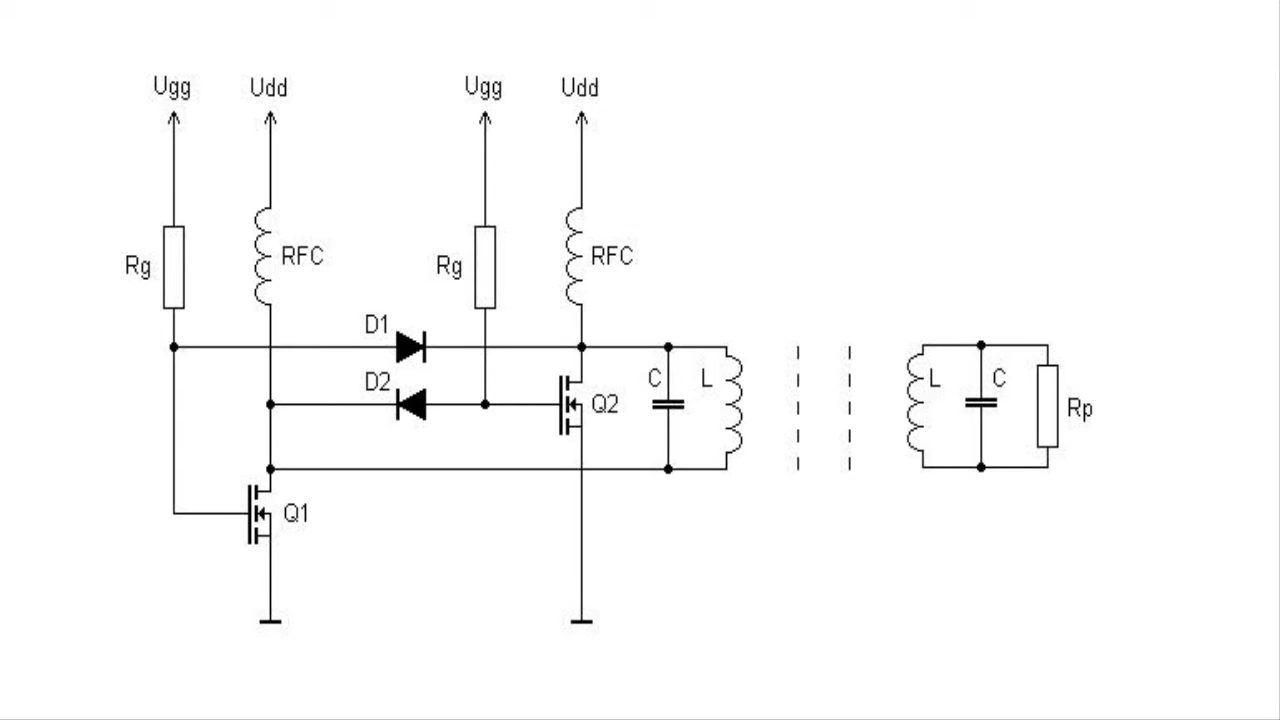 Ugg Udd Ugg Udd
Rg RFC Rg RFC
D1
D2 C L L C
Q2 Rp
Q1